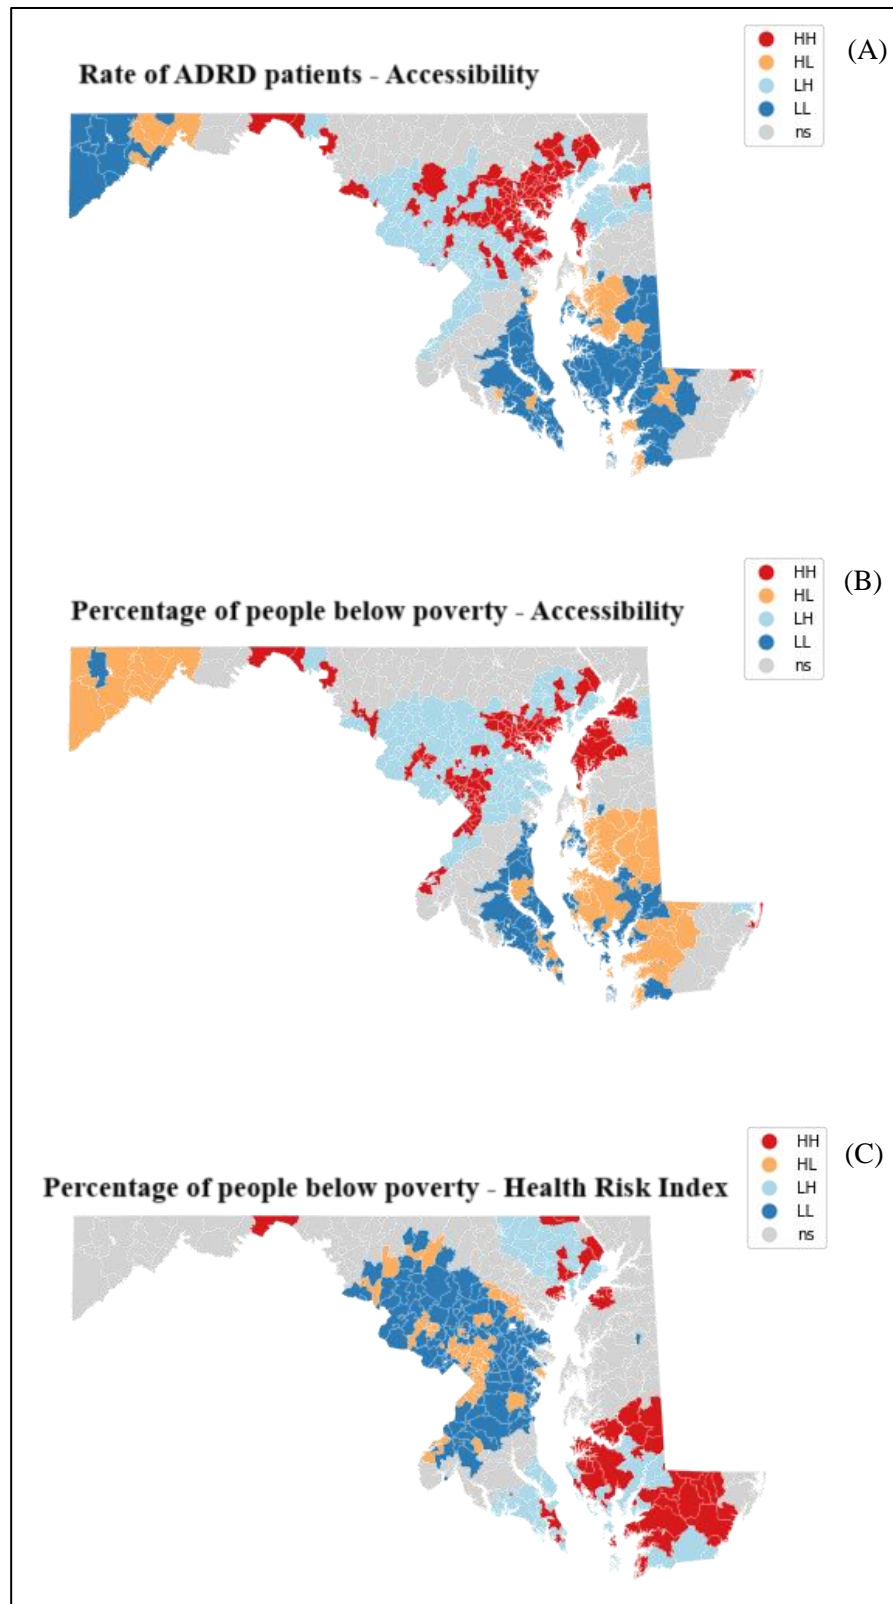 HH
HL
LH
LL
ns
(A)
Rate of ADRD patients - Accessibility
HH
HL
LH
LL
ns
(B)
Percentage of people below poverty - Accessibility
HH
HL
LH
LL
ns
(C)
Percentage of people below poverty - Health Risk Index